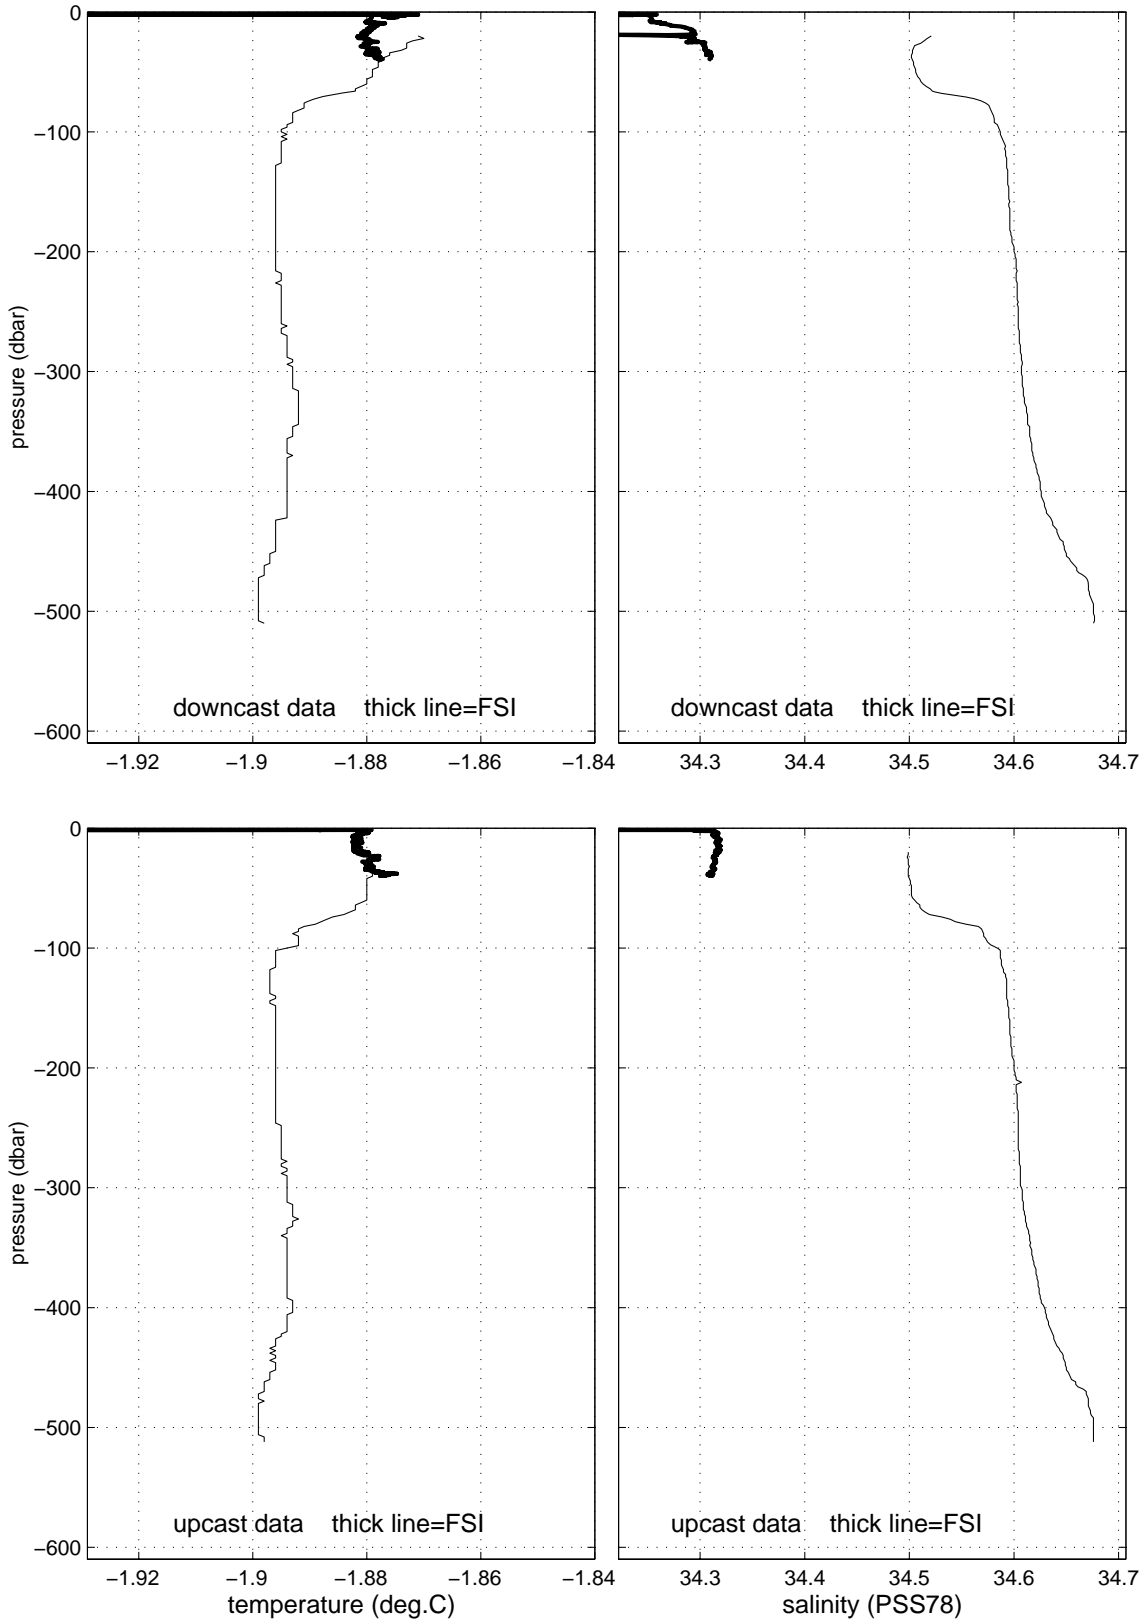 0
−100
−200
−300
−400
−500
−600
pressure (dbar)
downcast data thick line=FSI
−1.92 −1.9 −1.88 −1.86 −1.84
downcast data thick line=FSI
34.3 34.4 34.5 34.6 34.7
0
−100
−200
−300
−400
−500
−600
pressure (dbar)
upcast data thick line=FSI
−1.92 −1.9 −1.88 −1.86 −1.84
temperature (deg.C)
upcast data thick line=FSI
34.3 34.4 34.5 34.6 34.7
salinity (PSS78)